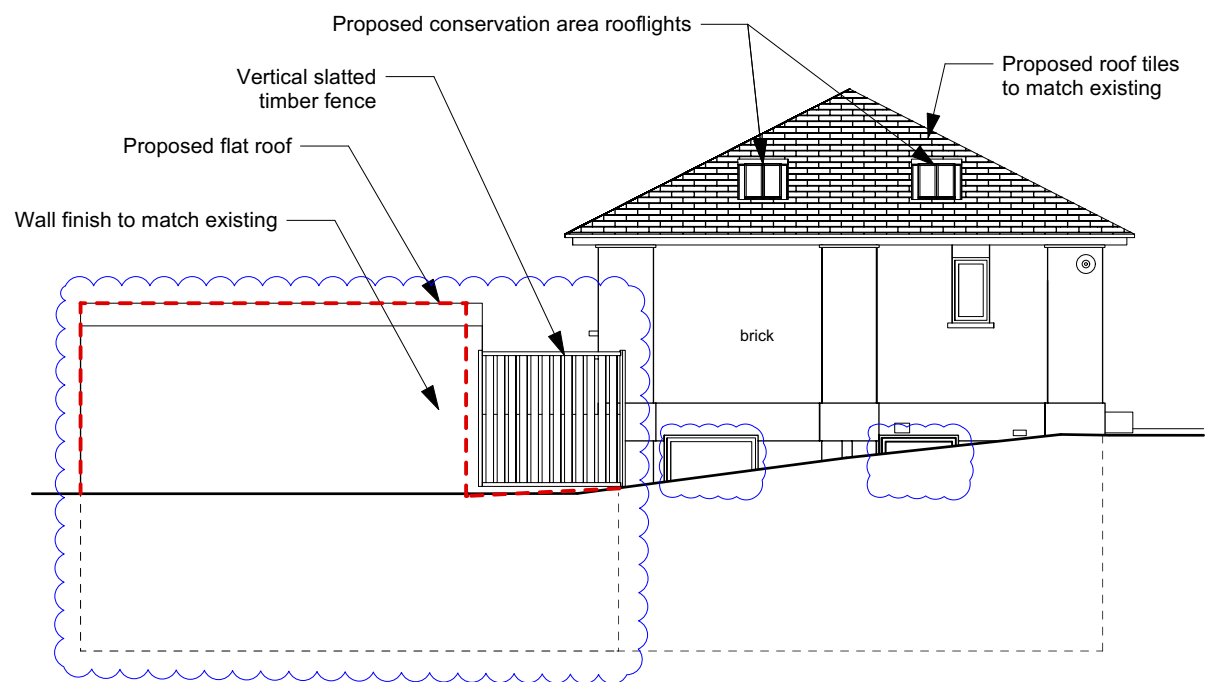 Proposed conservation area rooflights
Vertical slatted
timber fence
Proposed roof tiles
to match existing
Proposed flat roof
Wall finish to match existing
brick